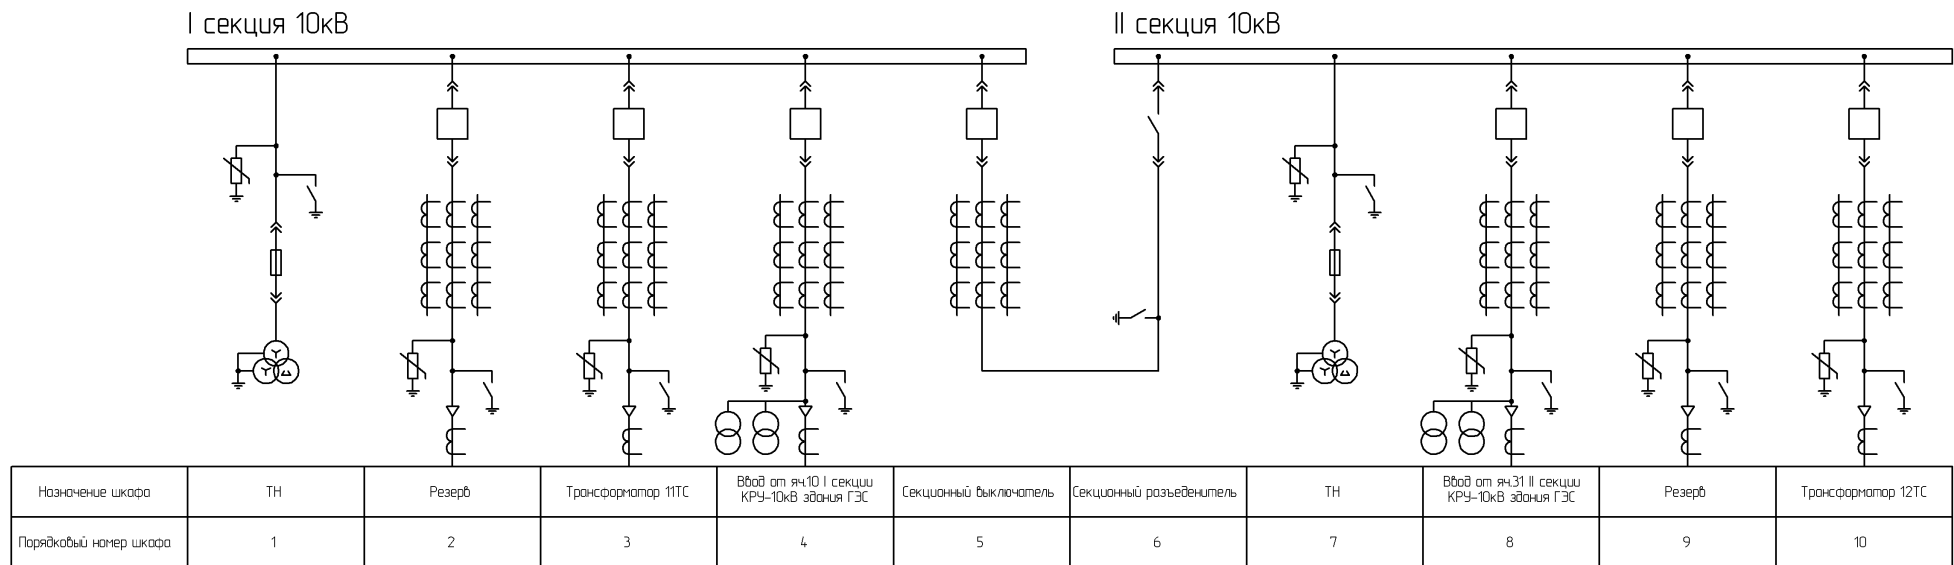 I секция 10кВ
II секция 10кВ
Назначение шкафа
ТН
Резерв
Трансформатор 11ТС
Ввод от яч.10 I секции
КРУ-10кВ здания ГЭС
Секционный выключатель
Секционный разъеденитель
ТН
Ввод от яч.31 II секции
КРУ-10кВ здания ГЭС
Резерв
Трансформатор 12ТС
Порядковый номер шкафа
1
2
3
4
5
6
7
8
9
10